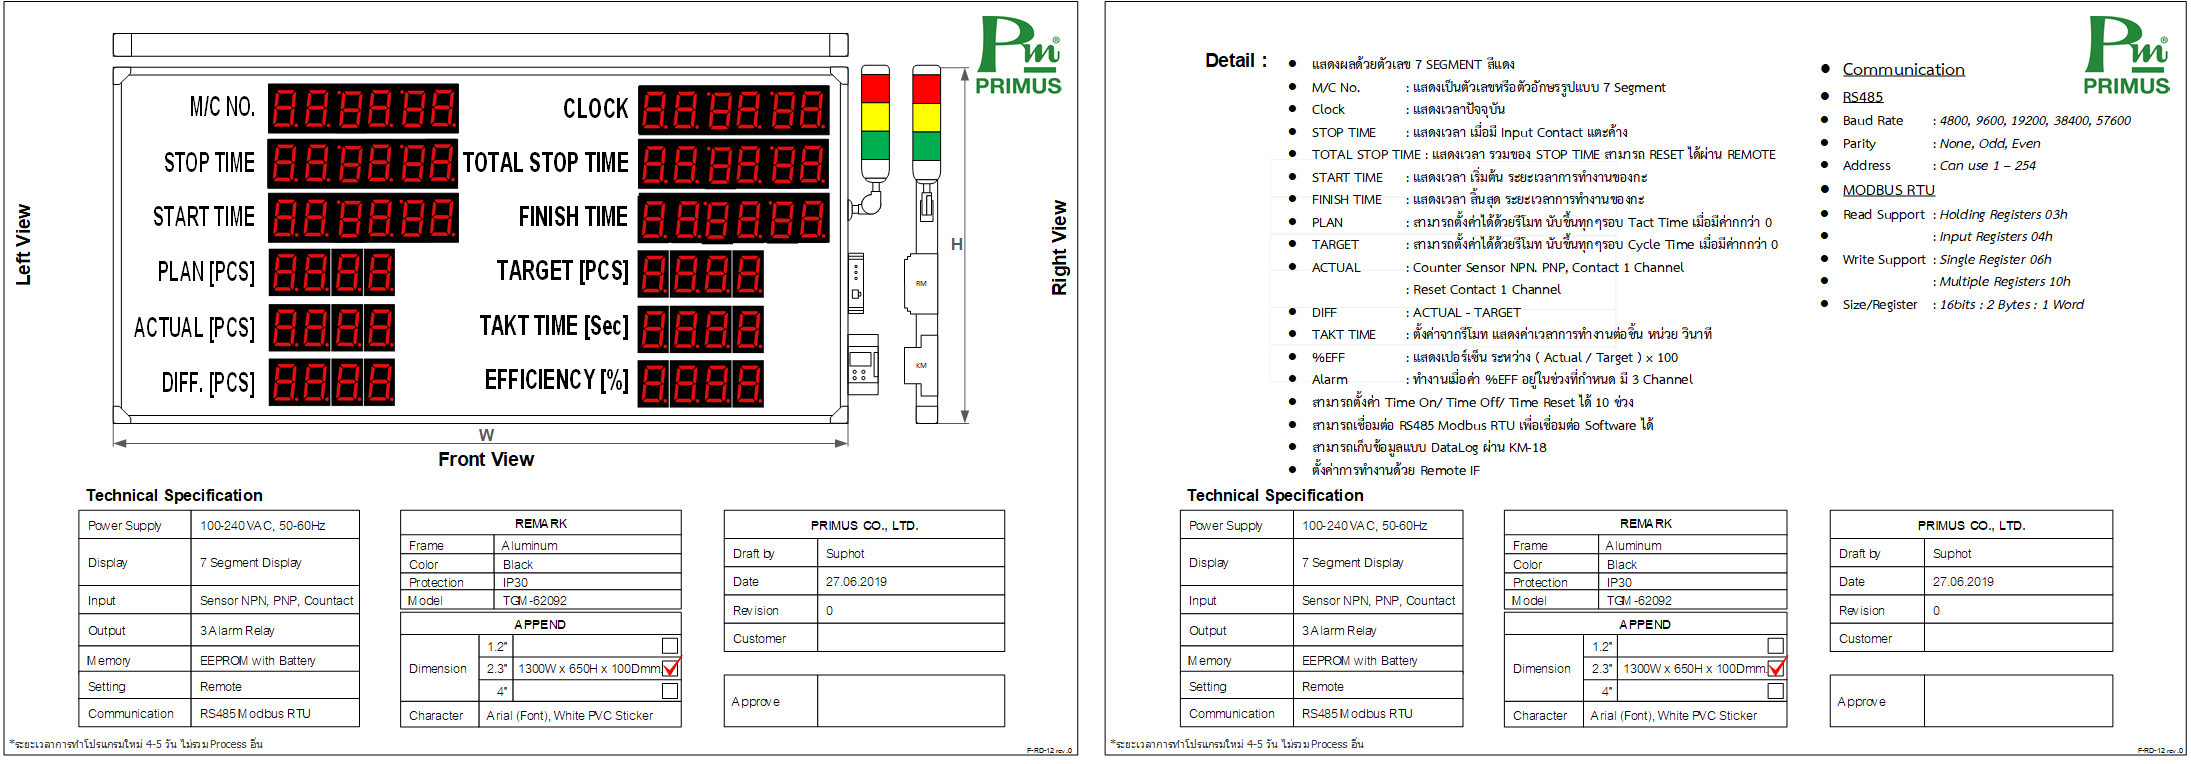 Pm®
PRIMUS
M/C NO.
CLOCK
STOP TIME
TOTAL STOP TIME
START TIME
FINISH TIME
PLAN [PCS]
TARGET [PCS]
ACTUAL [PCS]
TAKT TIME [Sec]
DIFF. [PCS]
EFFICIENCY [%]
Left View
Right View
H
RM
KM
W
Front View
Technical Specification
Power Supply 100-240 VAC, 50-60Hz
Display 7 Segment Display
Input Sensor NPN, PNP, Countact
Output 3 Alarm Relay
Memory EEPROM with Battery
Setting Remote
Communication RS485 Modbus RTU
REMARK
Frame Aluminum
Color Black
Protection IP30
Model TGM-62092
APPEND
Dimension
1.2"
2.3" 1300W x 650H x 100Dmm.
4"
Character Arial (Font), White PVC Sticker
PRIMUS CO., LTD.
Draft by Suphot
Date 27.06.2019
Revision 0
Customer
Approve
*ระยะเวลาการทำโปรแกรมใหม่ 4-5 วัน ไม่รวม Process อื่น
F-RD-12 rev.0
Pm®
PRIMUS
Detail :
● แสดงผลด้วยตัวเลข 7 SEGMENT สีแดง
● M/C No. : แสดงเป็นตัวเลขหรือตัวอักษรรูปแบบ 7 Segment
● Clock : แสดงเวลาปัจจุบัน
● STOP TIME : แสดงเวลา เมื่อมี Input Contact แตะค้าง
● TOTAL STOP TIME : แสดงเวลา รวมของ STOP TIME สามารถ RESET ได้ผ่าน REMOTE
● START TIME : แสดงเวลา เริ่มต้น ระยะเวลาการทำงานของกะ
● FINISH TIME : แสดงเวลา สิ้นสุด ระยะเวลาการทำงานของกะ
● PLAN : สามารถตั้งค่าได้ด้วยรีโมท นับขึ้นทุกๆรอบ Tact Time เมื่อมีค่ากกว่า 0
● TARGET : สามารถตั้งค่าได้ด้วยรีโมท นับขึ้นทุกๆรอบ Cycle Time เมื่อมีค่ากกว่า 0
● ACTUAL : Counter Sensor NPN. PNP, Contact 1 Channel
: Reset Contact 1 Channel
● DIFF : ACTUAL - TARGET
● TAKT TIME : ตั้งค่าจากรีโมท แสดงค่าเวลาการทำงานต่อชิ้น หน่วย วินาที
● %EFF : แสดงเปอร์เซ็น ระหว่าง ( Actual / Target ) x 100
● Alarm : ทำงานเมื่อค่า %EFF อยู่ในช่วงที่กำหนด มี 3 Channel
● สามารถตั้งค่า Time On/ Time Off/ Time Reset ได้ 10 ช่วง
● สามารถเชื่อมต่อ RS485 Modbus RTU เพื่อเชื่อมต่อ Software ได้
● สามารถเก็บข้อมูลแบบ DataLog ผ่าน KM-18
● ตั้งค่าการทำงานด้วย Remote IF
● Communication
● RS485
● Baud Rate : 4800, 9600, 19200, 38400, 57600
● Parity : None, Odd, Even
● Address : Can use 1 – 254
● MODBUS RTU
● Read Support : Holding Registers 03h
● : Input Registers 04h
● Write Support : Single Register 06h
● : Multiple Registers 10h
● Size/Register : 16bits : 2 Bytes : 1 Word
Technical Specification
Power Supply 100-240 VAC, 50-60Hz
Display 7 Segment Display
Input Sensor NPN, PNP, Countact
Output 3 Alarm Relay
Memory EEPROM with Battery
Setting Remote
Communication RS485 Modbus RTU
REMARK
Frame Aluminum
Color Black
Protection IP30
Model TGM-62092
APPEND
Dimension
1.2"
2.3" 1300W x 650H x 100Dmm.
4"
Character Arial (Font), White PVC Sticker
PRIMUS CO., LTD.
Draft by Suphot
Date 27.06.2019
Revision 0
Customer
Approve
*ระยะเวลาการทำโปรแกรมใหม่ 4-5 วัน ไม่รวม Process อื่น
F-RD-12 rev.0